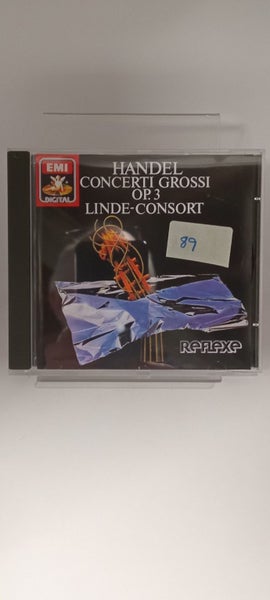 EMI
DIGITAL
HANDEL
CONCERTI GROSSI
OP. 3
LINDE-CONSORT
89
REFLEXE